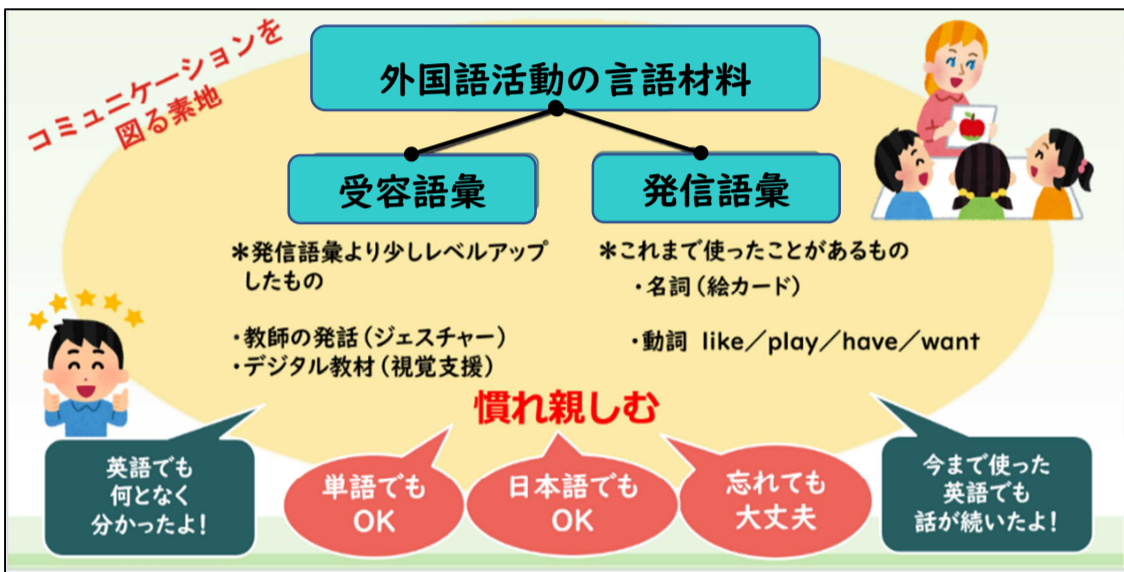 コミュニケーションを
図る素地
外国語活動の言語材料
受容語彙
発信語彙
＊発信語彙より少しレベルアップ
したもの
・教師の発話（ジェスチャー）
・デジタル教材（視覚支援）
＊これまで使ったことがあるもの
・名詞（絵カード）
・動詞 like／play／have／want
慣れ親しむ
英語でも
何となく
分かったよ！
単語でも
OK
日本語でも
OK
忘れても
大丈夫
今まで使った
英語でも
話が続いたよ！